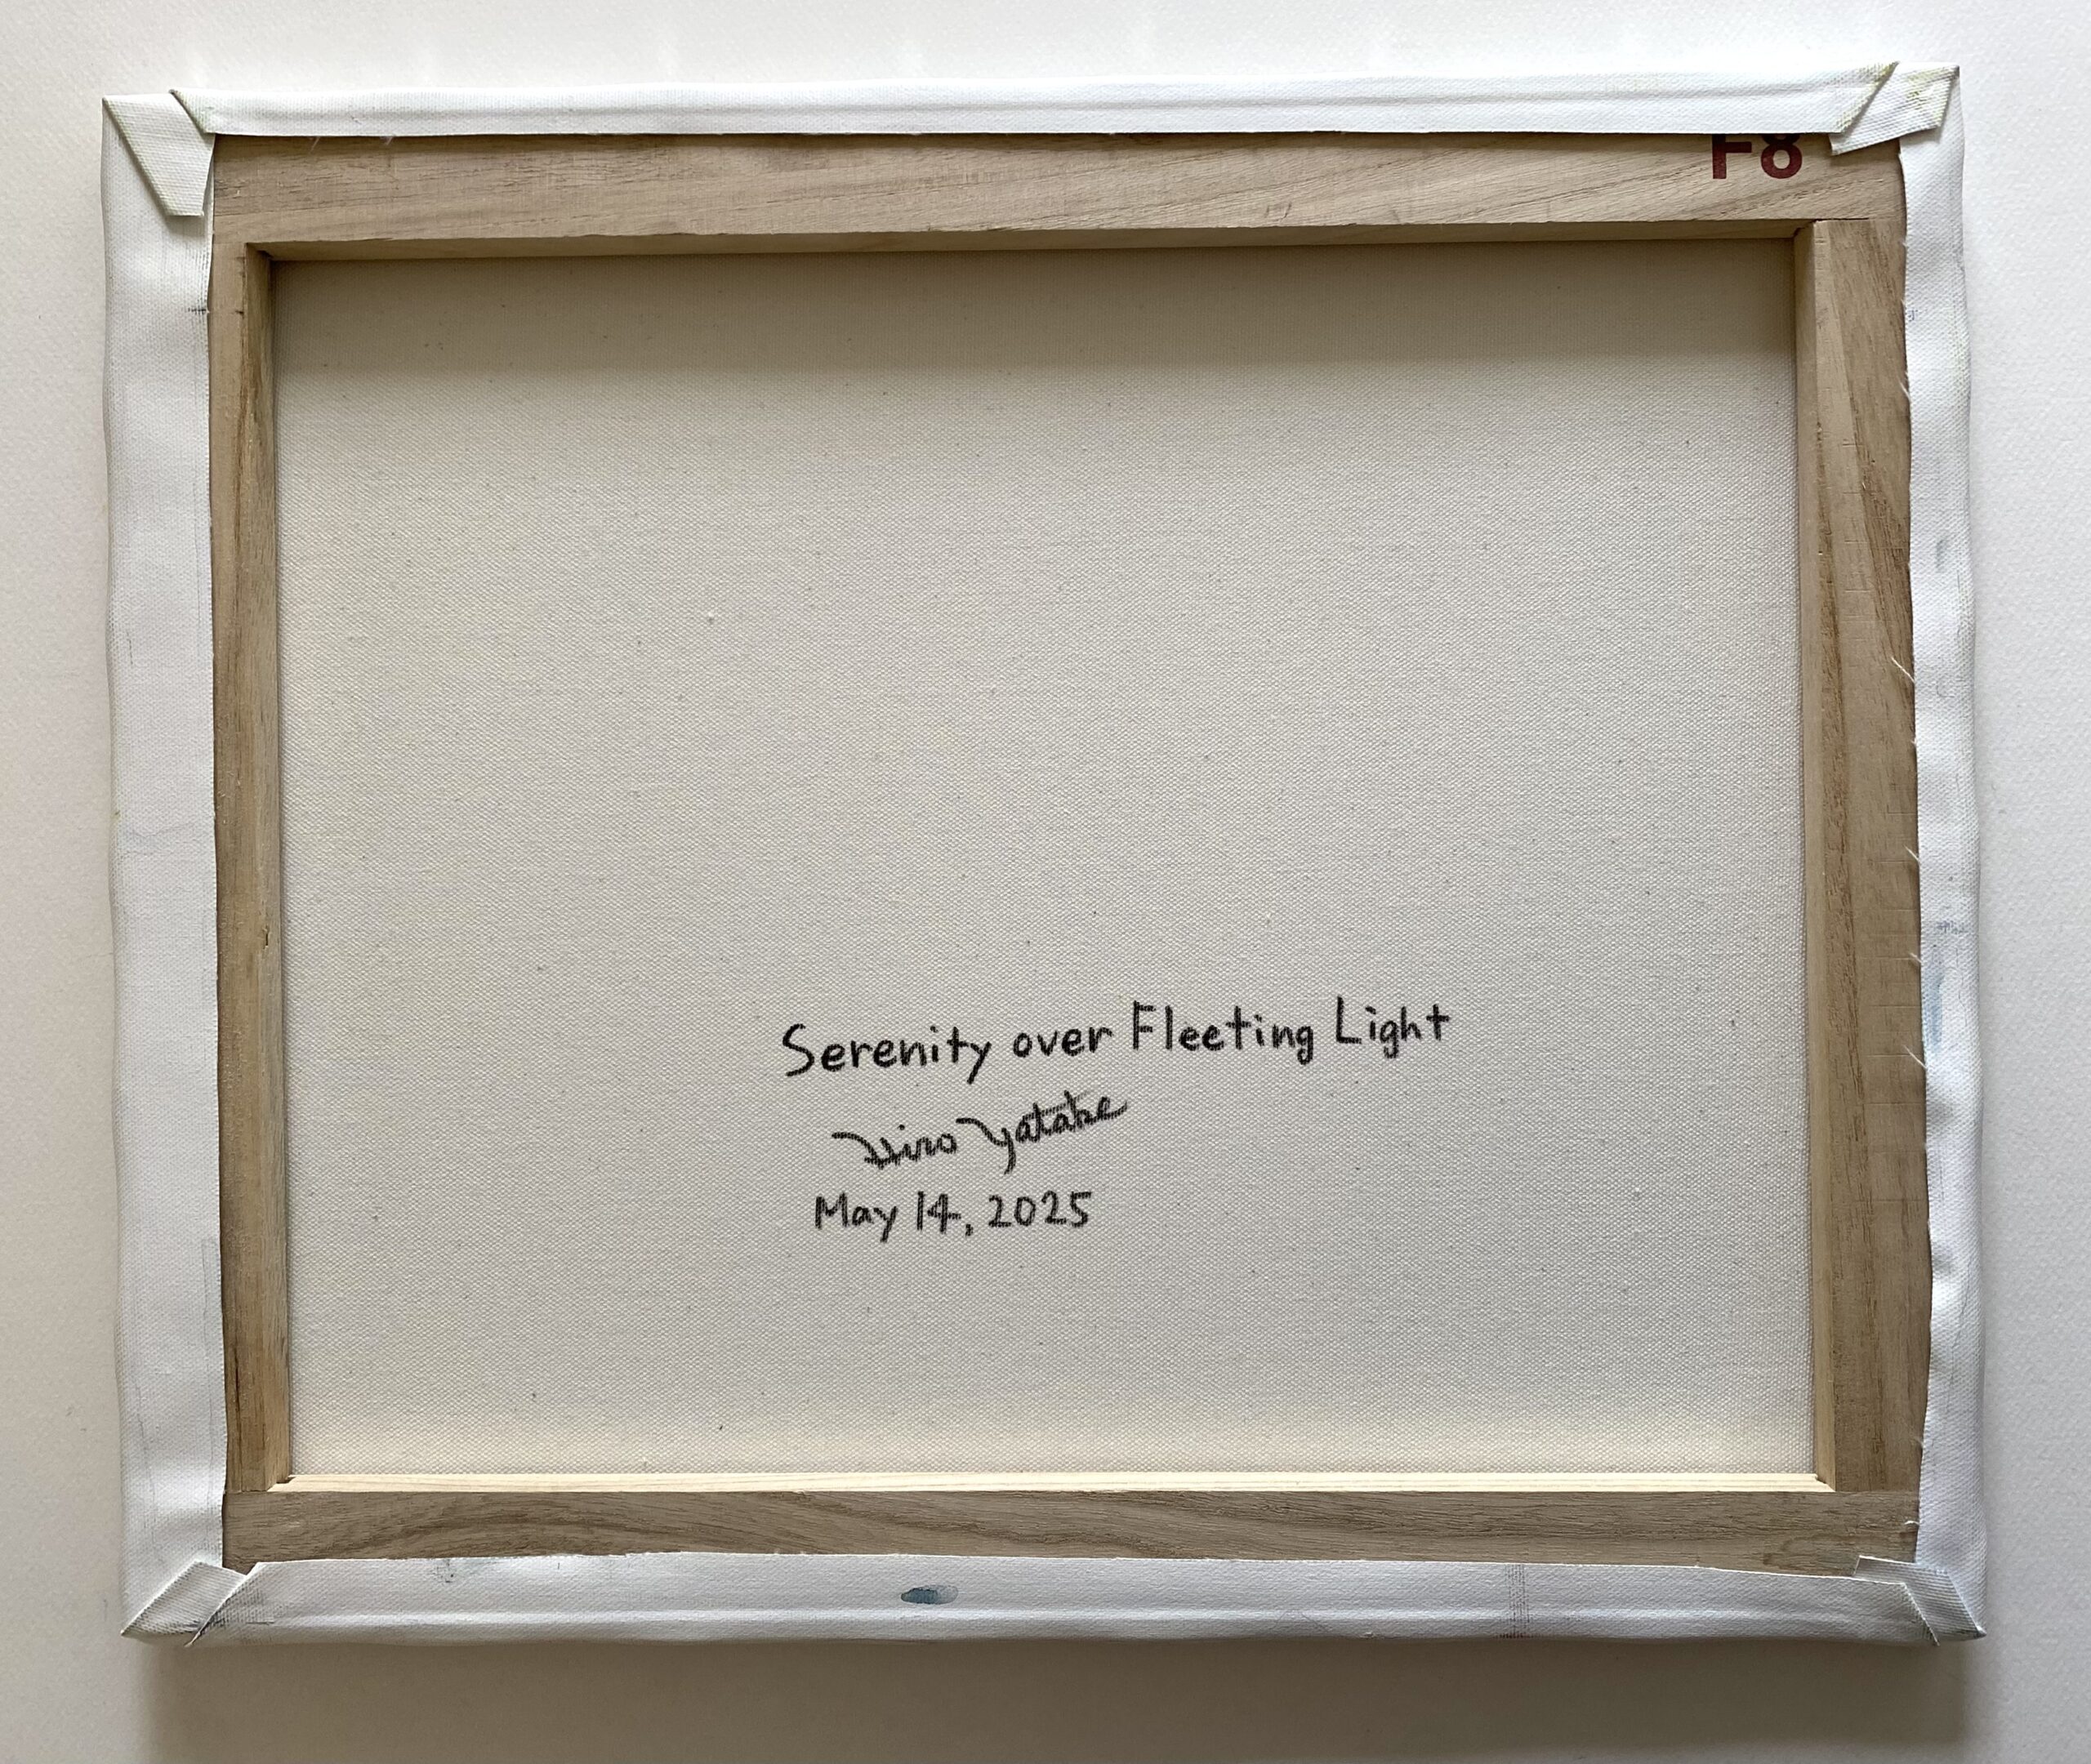 F8
Serenity over Fleeting Light
Hiro Yatabe
May 14, 2025